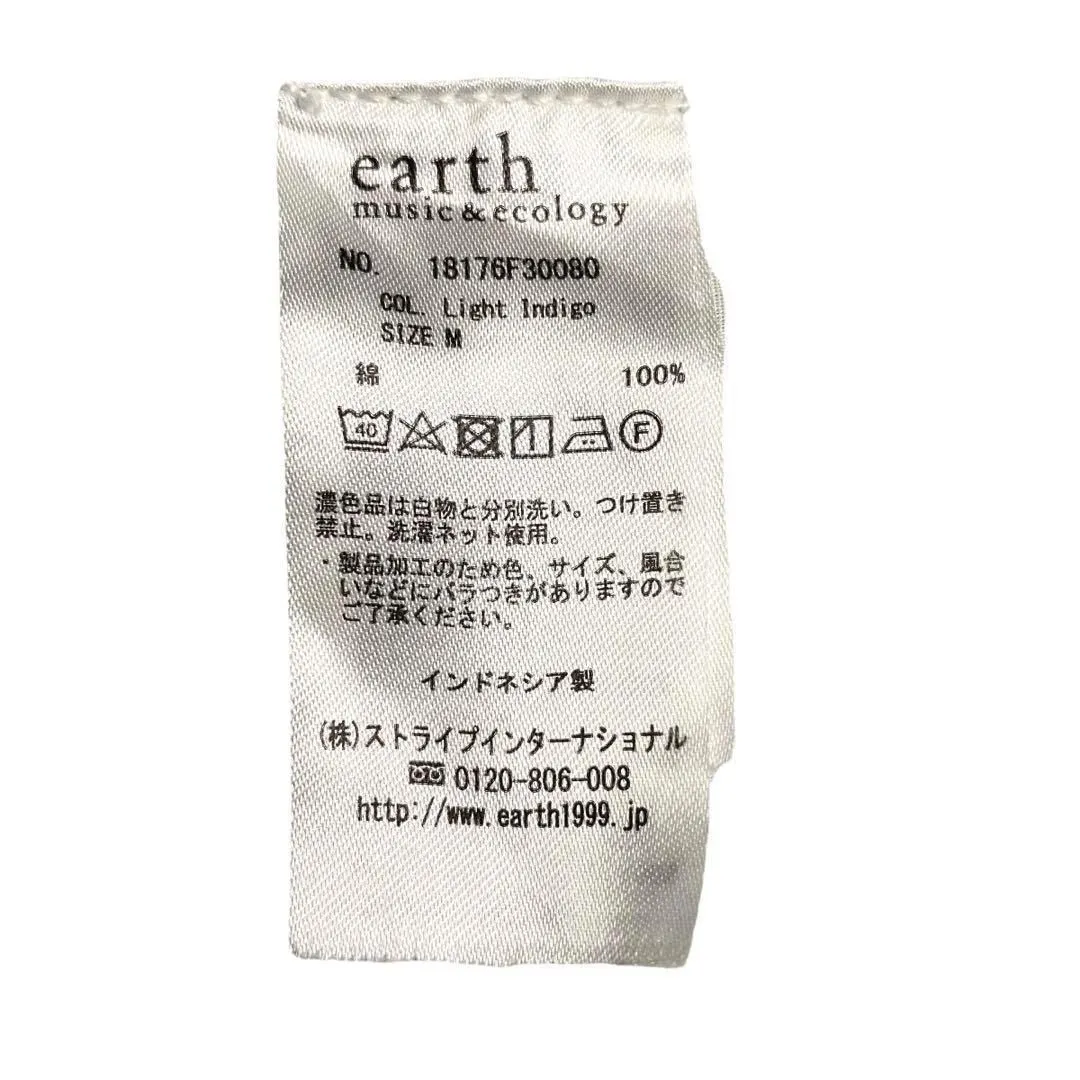 earth
music & ecology
NO. 18176F30080
COL. Light Indigo
SIZE M
綿 100%
40 F
濃色品は白物と分別洗い。つけ置き
禁止。洗濯ネット使用。
・製品加工のため色、サイズ、風合
いなどにバラつきがありますので
ご了承ください。
インドネシア製
(株)ストライプインターナショナル
0120-806-008
http://www.earth1999.jp